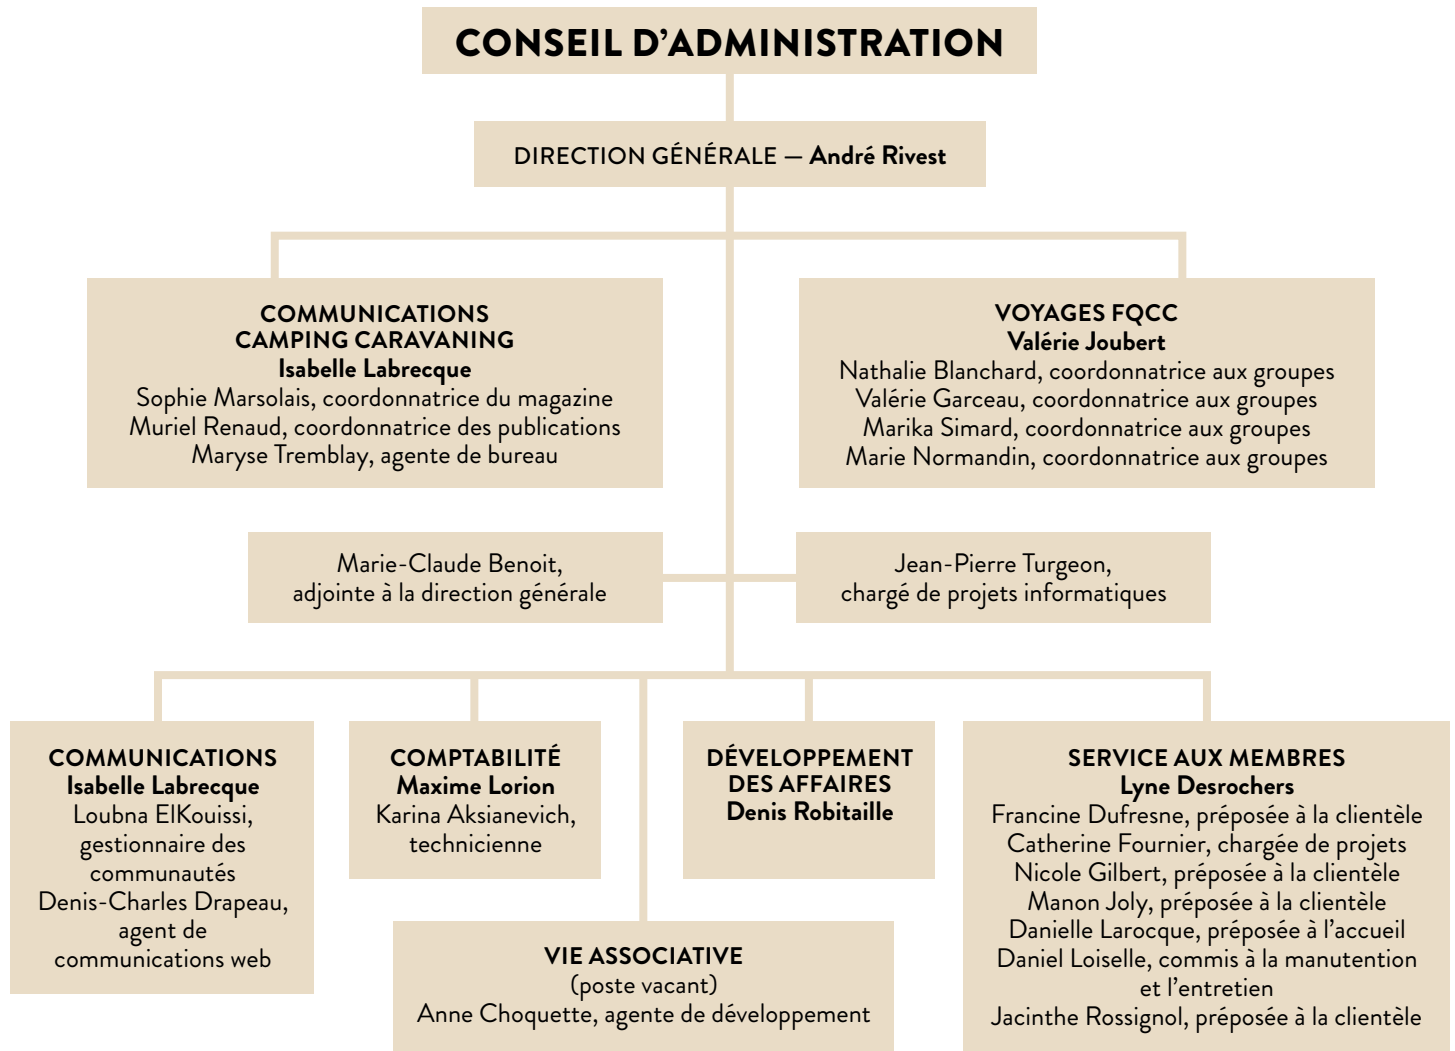 CONSEIL D’ADMINISTRATION
DIRECTION GÉNÉRALE — André Rivest
COMMUNICATIONS
CAMPING CARAVANING
Isabelle Labrecque
Sophie Marsolais, coordonnatrice du magazine
Muriel Renaud, coordonnatrice des publications
Maryse Tremblay, agente de bureau
VOYAGES FQCC
Valérie Joubert
Nathalie Blanchard, coordonnatrice aux groupes
Valérie Garceau, coordonnatrice aux groupes
Marika Simard, coordonnatrice aux groupes
Marie Normandin, coordonnatrice aux groupes
Marie-Claude Benoit,
adjointe à la direction générale
Jean-Pierre Turgeon,
chargé de projets informatiques
COMMUNICATIONS
Isabelle Labrecque
Loubna ElKouissi,
gestionnaire des
communautés
Denis-Charles Drapeau,
agent de
communications web
COMPTABILITÉ
Maxime Lorion
Karina Aksianevich,
technicienne
VIE ASSOCIATIVE
(poste vacant)
Anne Choquette, agente de développement
DÉVELOPPEMENT
DES AFFAIRES
Denis Robitaille
SERVICE AUX MEMBRES
Lyne Desrochers
Francine Dufresne, préposée à la clientèle
Catherine Fournier, chargée de projets
Nicole Gilbert, préposée à la clientèle
Manon Joly, préposée à la clientèle
Danielle Larocque, préposée à l’accueil
Daniel Loiselle, commis à la manutention
et l’entretien
Jacinthe Rossignol, préposée à la clientèle